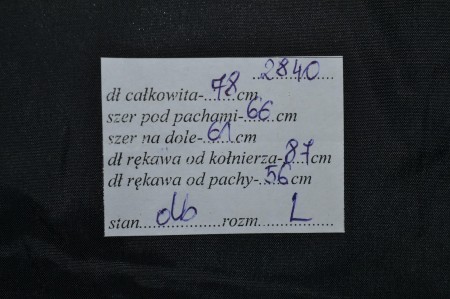 2840
dł całkowita-78cm
szer pod pachami-66cm
szer na dole-61cm
dł rękawa od kołnierza-87cm
dł rękawa od pachy-56cm
stan db rozm. L